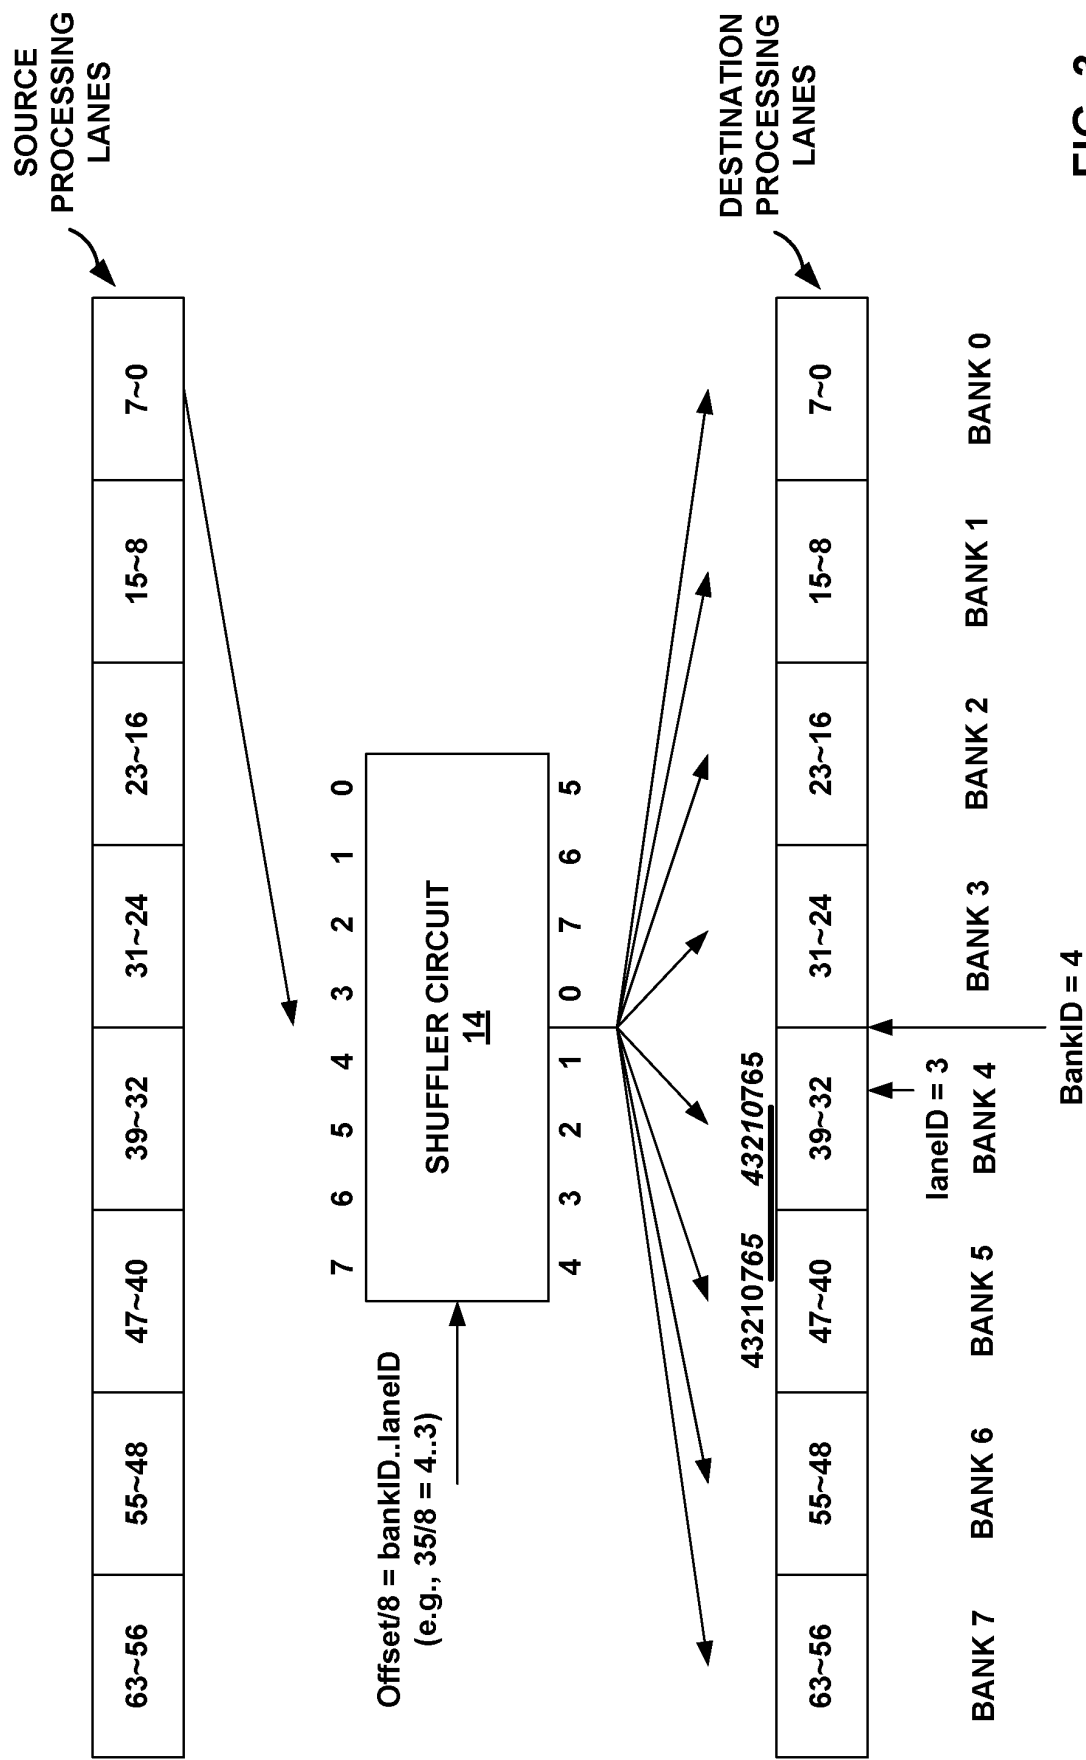 SOURCE
PROCESSING
LANES
63~56 55~48 47~40 39~32 31~24 23~16 15~8 7~0
7 6 5 4 3 2 1 0
Offset/8 = bankID..laneID
(e.g., 35/8 = 4..3)
SHUFFLER CIRCUIT
14
4 3 2 1 0 7 6 5
DESTINATION
PROCESSING
LANES
43210765 43210765
63~56 55~48 47~40 39~32 31~24 23~16 15~8 7~0
laneID = 3
BANK 7 BANK 6 BANK 5 BANK 4 BANK 3 BANK 2 BANK 1 BANK 0
BankID = 4
FIG.